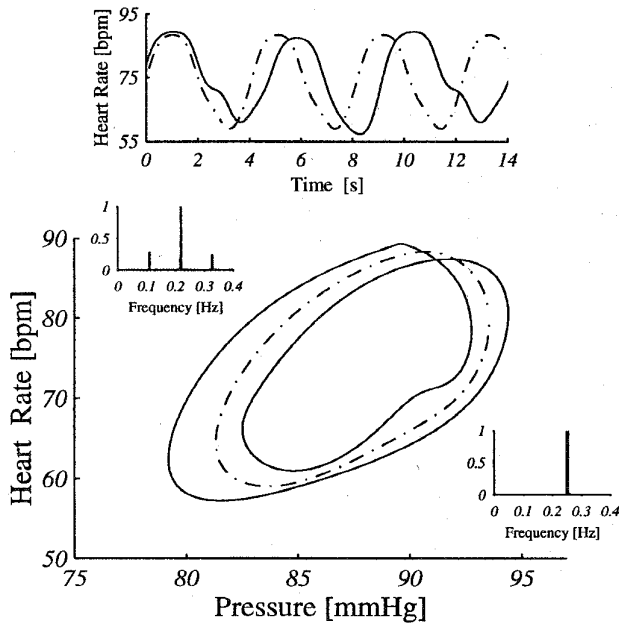 Heart Rate [bpm]
95
75
55
0 2 4 6 8 10 12 14
Time [s]
1
0.5
0
0 0.1 0.2 0.3 0.4
Frequency [Hz]
Heart Rate [bpm]
90
80
70
60
50
1
0.5
0
0 0.1 0.2 0.3 0.4
Frequency [Hz]
75 80 85 90 95
Pressure [mmHg]